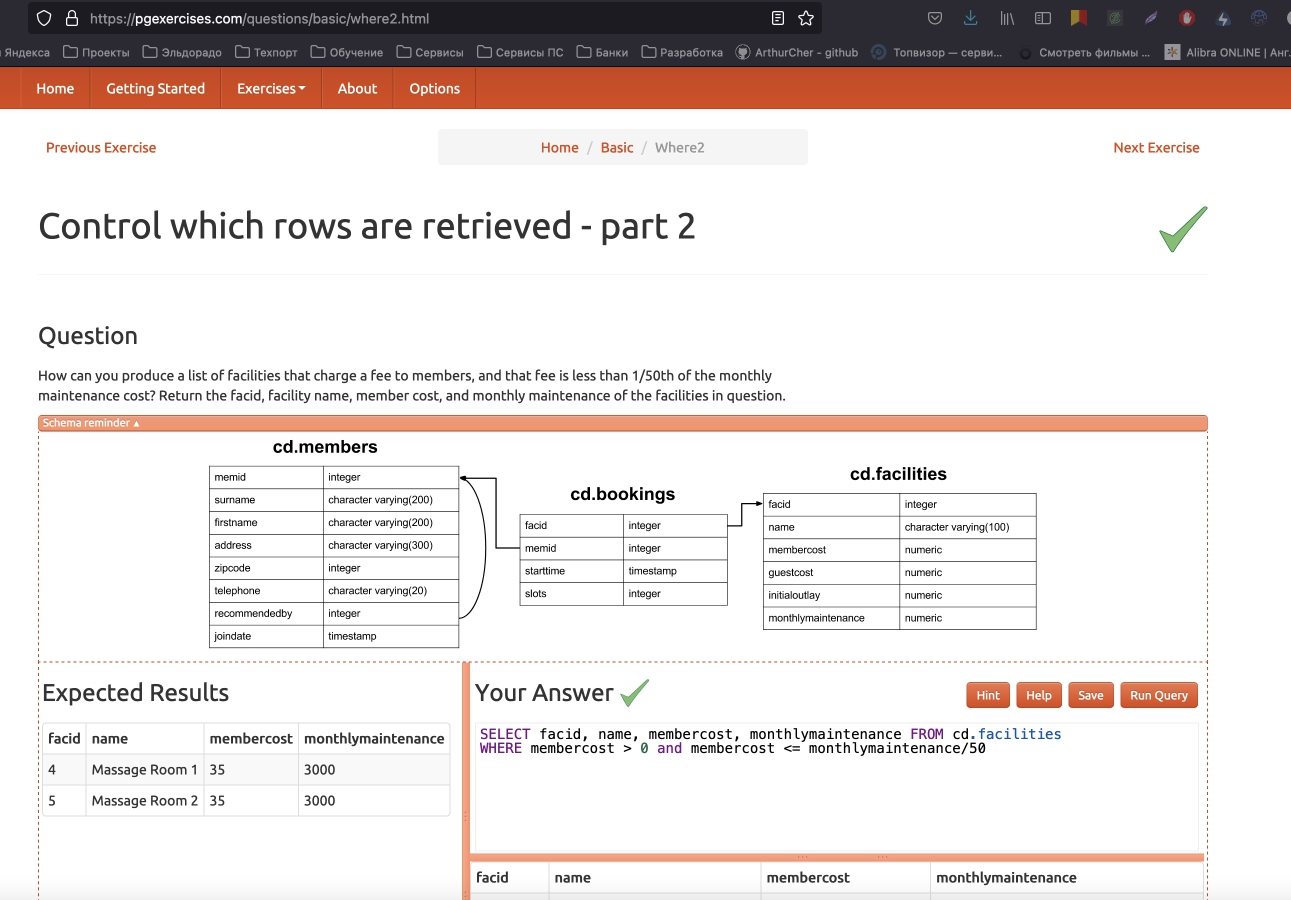 https://pgexercises.com/questions/basic/where2.html
Яндекса Проекты Эльдорадо Техпорт Обучение Сервисы Сервисы ПС Банки Разработка ArthurCher - github Топвизор — серви... Смотреть фильмы ... Alibra ONLINE | Анг.
Home Getting Started Exercises About Options
Previous Exercise Home / Basic / Where2 Next Exercise
Control which rows are retrieved - part 2
Question
How can you produce a list of facilities that charge a fee to members, and that fee is less than 1/50th of the monthly
maintenance cost? Return the facid, facility name, member cost, and monthly maintenance of the facilities in question.
Schema reminder ▴
cd.members
memid integer
surname character varying(200)
firstname character varying(200)
address character varying(300)
zipcode integer
telephone character varying(20)
recommendedby integer
joindate timestamp
cd.bookings
facid integer
memid integer
starttime timestamp
slots integer
cd.facilities
facid integer
name character varying(100)
membercost numeric
guestcost numeric
initialoutlay numeric
monthlymaintenance numeric
Expected Results
facid name membercost monthlymaintenance
4 Massage Room 1 35 3000
5 Massage Room 2 35 3000
Your Answer
Hint Help Save Run Query
SELECT facid, name, membercost, monthlymaintenance FROM cd.facilities
WHERE membercost > 0 and membercost <= monthlymaintenance/50
facid name membercost monthlymaintenance